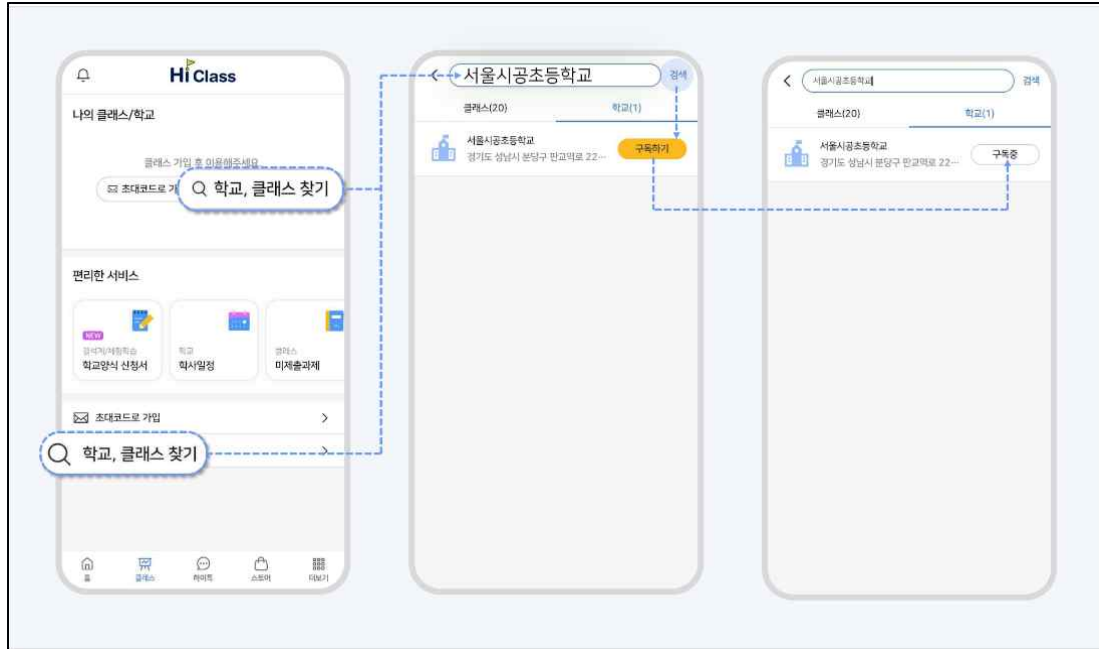 Hi Class
나의 클래스/학교
클래스 가입 후 이용해주세요
초대코드로 가
학교, 클래스 찾기
편리한 서비스
NEW
결석계/체험학습
학교양식 신청서
학교
학사일정
클래스
미제출과제
초대코드로 가입
학교, 클래스 찾기
홈
클래스
하이톡
스토어
더보기
서울시공초등학교
검색
클래스(20)
학교(1)
서울시공초등학교
경기도 성남시 분당구 판교역로 22…
구독하기
서울시공초등학교
검색
클래스(20)
학교(1)
서울시공초등학교
경기도 성남시 분당구 판교역로 22…
구독중